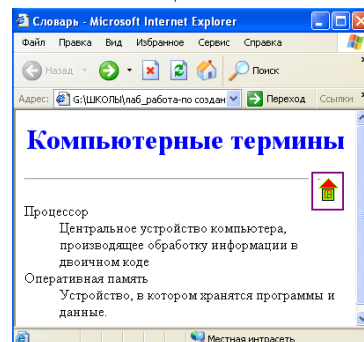 Словарь - Microsoft Internet Explorer
Файл Правка Вид Избранное Сервис Справка
Назад Поиск
Адрес: G:\ШКОЛЫ\лаб_работа-по создан Переход Ссылки
Компьютерные термины
Процессор
Центральное устройство компьютера,
производящее обработку информации в
двоичном коде
Оперативная память
Устройство, в котором хранятся программы и
данные.
Местная интрасеть